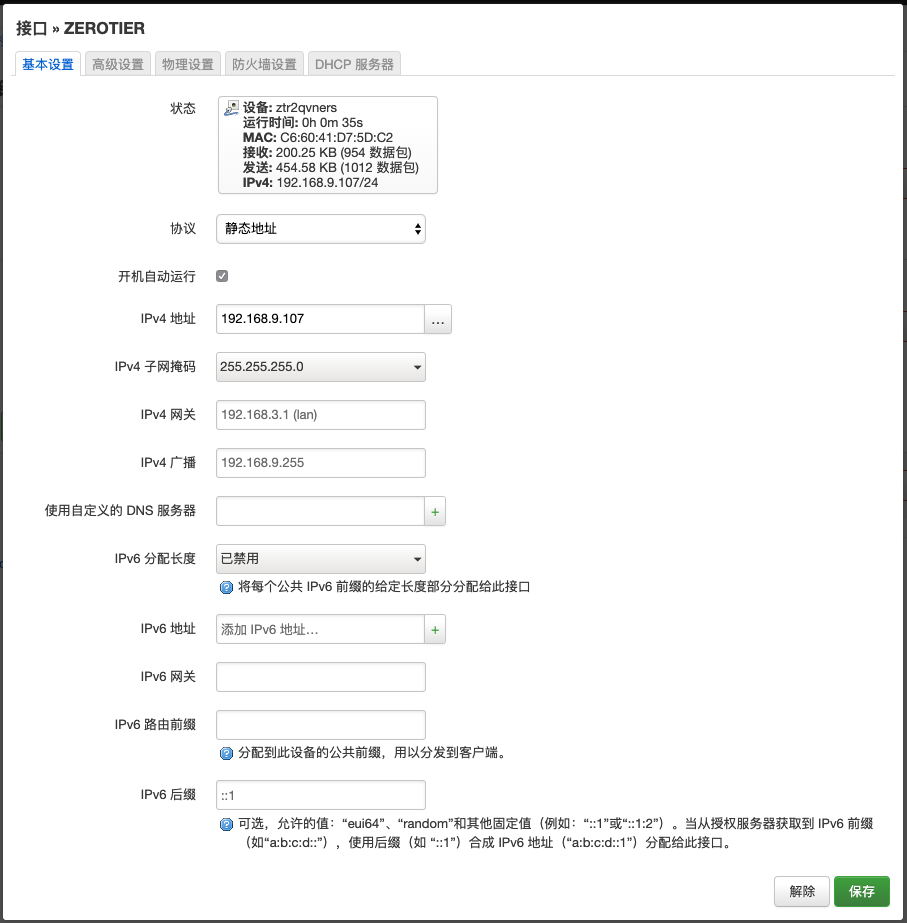 接口 » ZEROTIER
基本设置 高级设置 物理设置 防火墙设置 DHCP 服务器
状态
设备: ztr2qvners
运行时间: 0h 0m 35s
MAC: C6:60:41:D7:5D:C2
接收: 200.25 KB (954 数据包)
发送: 454.58 KB (1012 数据包)
IPv4: 192.168.9.107/24
协议 静态地址
开机自动运行
IPv4 地址 192.168.9.107 …
IPv4 子网掩码 255.255.255.0
IPv4 网关 192.168.3.1 (lan)
IPv4 广播 192.168.9.255
使用自定义的 DNS 服务器 +
IPv6 分配长度 已禁用
将每个公共 IPv6 前缀的给定长度部分分配给此接口
IPv6 地址 添加 IPv6 地址… +
IPv6 网关
IPv6 路由前缀
分配到此设备的公共前缀，用以分发到客户端。
IPv6 后缀 ::1
可选，允许的值：“eui64”、“random”和其他固定值（例如：“::1”或“::1:2”）。当从授权服务器获取到 IPv6 前缀
（如“a:b:c:d::”），使用后缀（如 “::1”）合成 IPv6 地址（“a:b:c:d::1”）分配给此接口。
解除 保存